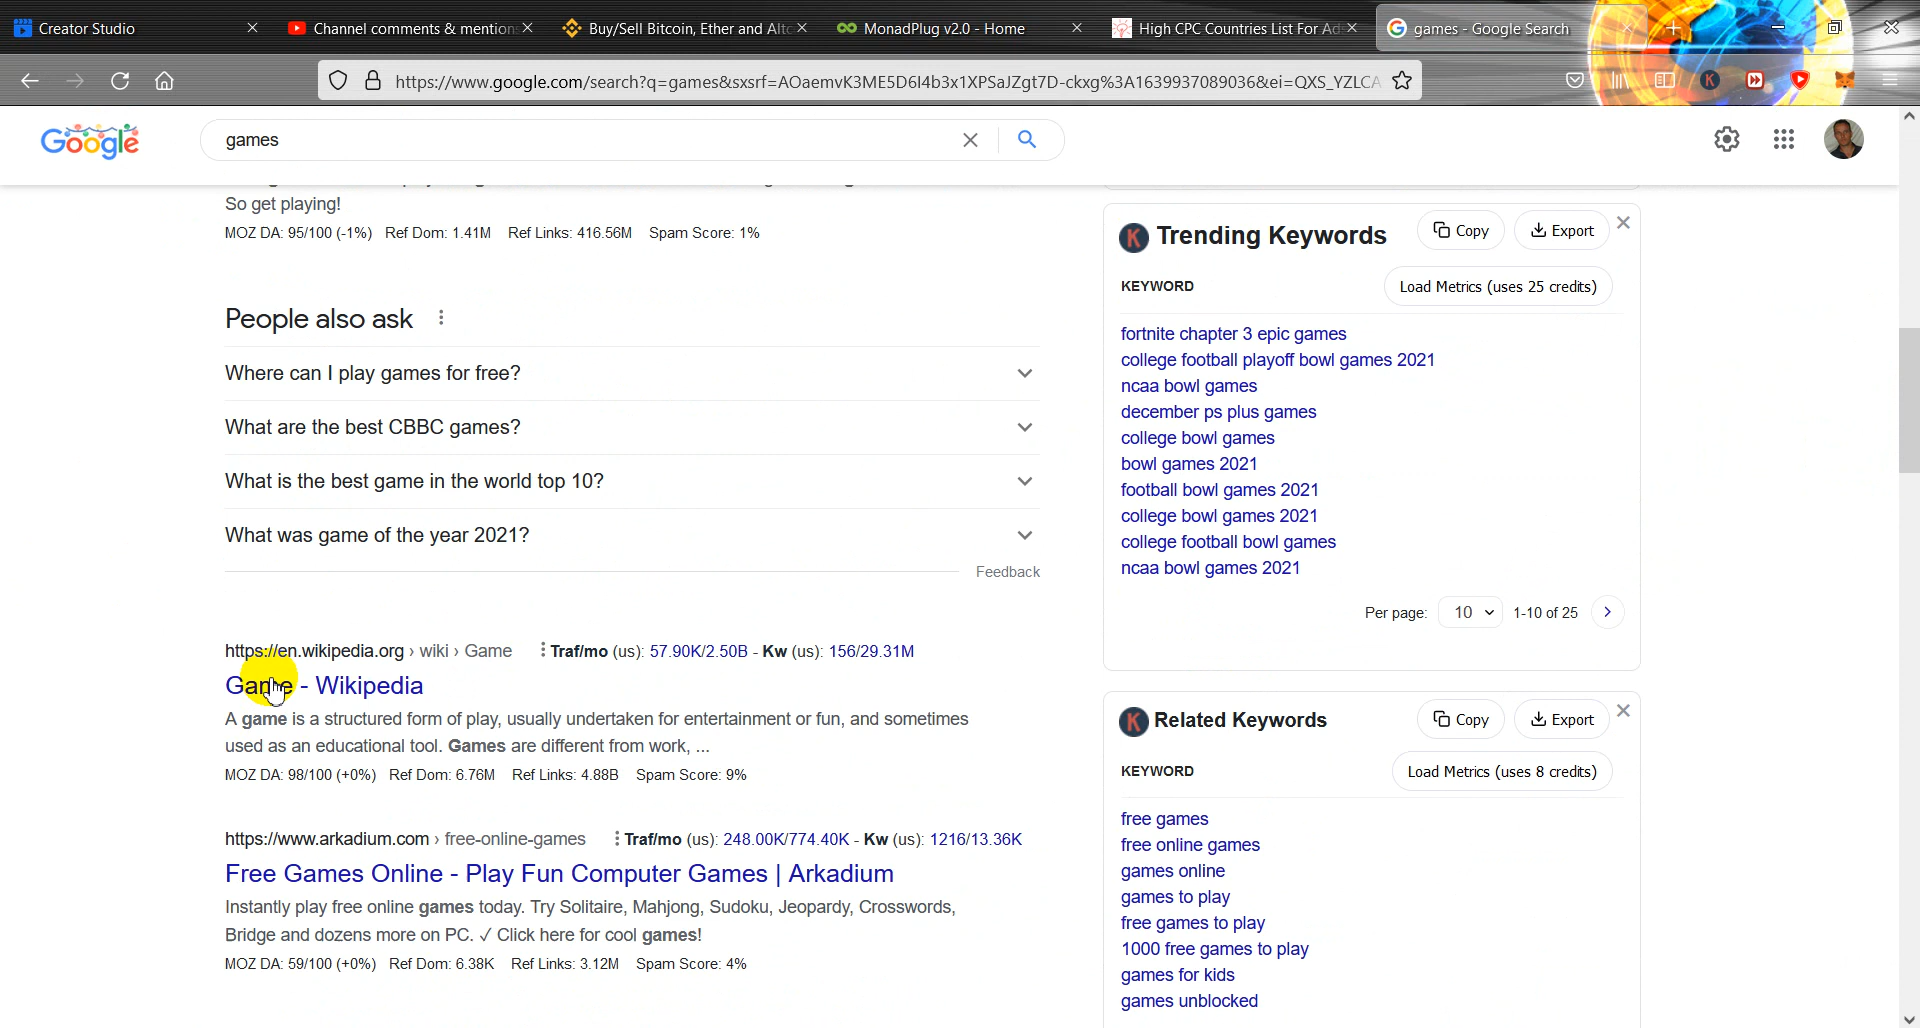 Creator Studio
Channel comments & mention
Buy/Sell Bitcoin, Ether and Altc
MonadPlug v2.0 - Home
High CPC Countries List For Ads
games - Google Search
https://www.google.com/search?q=games&sxsrf=AOaemvK3ME5D6I4b3x1XPSaJZgt7D-ckxg%3A1639937089036&ei=QXS_YZLCA
Google
games
So get playing!
MOZ DA: 95/100 (-1%) Ref Dom: 1.41M Ref Links: 416.56M Spam Score: 1%
People also ask
Where can I play games for free?
What are the best CBBC games?
What is the best game in the world top 10?
What was game of the year 2021?
Feedback
https://en.wikipedia.org › wiki › Game Traf/mo (us): 57.90K/2.50B - Kw (us): 156/29.31M
Game - Wikipedia
A game is a structured form of play, usually undertaken for entertainment or fun, and sometimes
used as an educational tool. Games are different from work, ...
MOZ DA: 98/100 (+0%) Ref Dom: 6.76M Ref Links: 4.88B Spam Score: 9%
https://www.arkadium.com › free-online-games Traf/mo (us): 248.00K/774.40K - Kw (us): 1216/13.36K
Free Games Online - Play Fun Computer Games | Arkadium
Instantly play free online games today. Try Solitaire, Mahjong, Sudoku, Jeopardy, Crosswords,
Bridge and dozens more on PC. ✓ Click here for cool games!
MOZ DA: 59/100 (+0%) Ref Dom: 6.38K Ref Links: 3.12M Spam Score: 4%
K Trending Keywords Copy Export
KEYWORD Load Metrics (uses 25 credits)
fortnite chapter 3 epic games
college football playoff bowl games 2021
ncaa bowl games
december ps plus games
college bowl games
bowl games 2021
football bowl games 2021
college bowl games 2021
college football bowl games
ncaa bowl games 2021
Per page: 10 1-10 of 25
K Related Keywords Copy Export
KEYWORD Load Metrics (uses 8 credits)
free games
free online games
games online
games to play
free games to play
1000 free games to play
games for kids
games unblocked